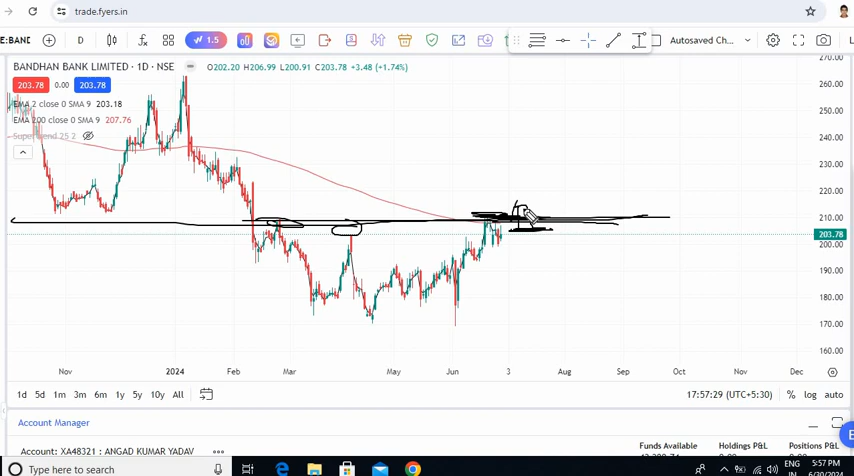 trade.fyers.in
E:BANI D 1.5 Autosaved Ch...
BANDHAN BANK LIMITED · 1D · NSE O202.20 H206.99 L200.91 C203.78 +3.48 (+1.74%)
203.78 0.00 203.78
EMA 2 close 0 SMA 9 203.18
EMA 200 close 0 SMA 9 207.76
Supertrend 25 2
270.00
260.00
250.00
240.00
230.00
220.00
210.00
203.78
200.00
190.00
180.00
170.00
160.00
Nov 2024 Feb Mar May Jun 3 Jul Aug Sep Oct Nov Dec
1d 5d 1m 3m 6m 1y 5y 10y All 17:57:29 (UTC+5:30) % log auto
Account Manager
Funds Available Holdings P&L Positions P&L
Account: XA48321 : ANGAD KUMAR YADAV
Type here to search
ENG
IN
5:57 PM
6/20/2024